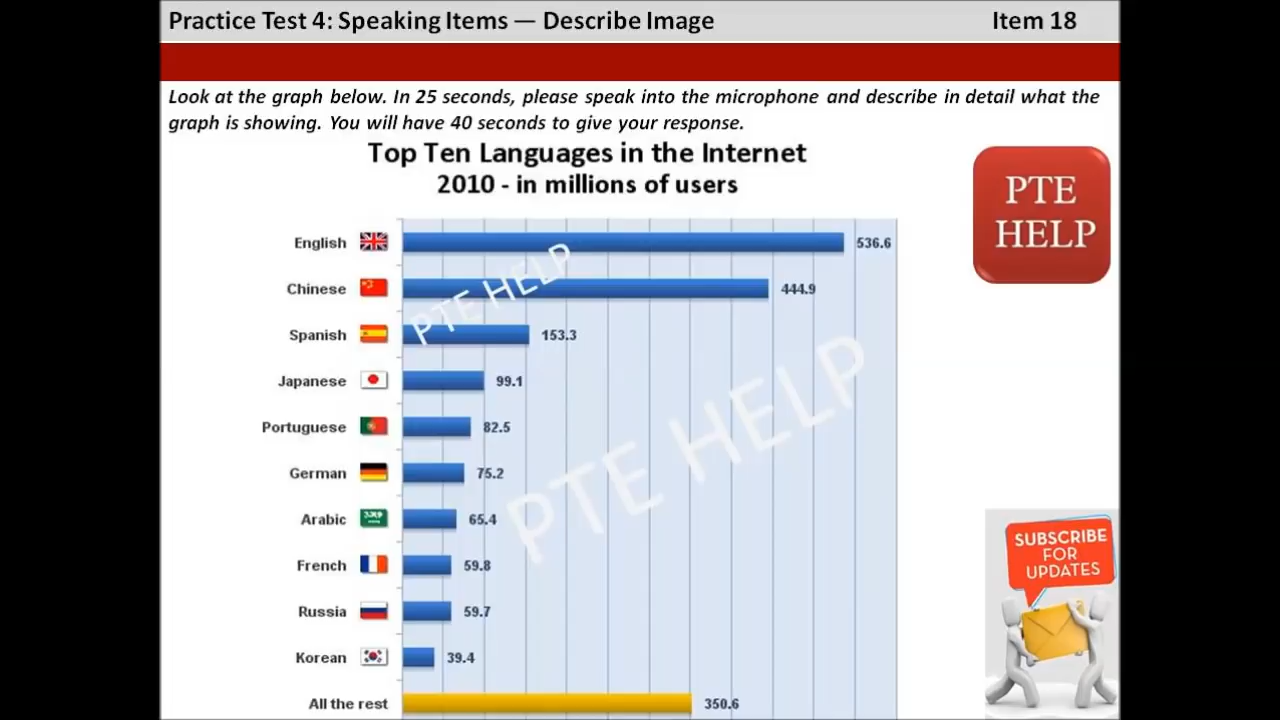 Practice Test 4: Speaking Items — Describe Image Item 18
Look at the graph below. In 25 seconds, please speak into the microphone and describe in detail what the
graph is showing. You will have 40 seconds to give your response.
Top Ten Languages in the Internet
2010 - in millions of users
PTE
HELP
English 536.6
Chinese 444.9
Spanish 153.3
Japanese 99.1
Portuguese 82.5
German 75.2
Arabic 65.4
French 59.8
Russia 59.7
Korean 39.4
All the rest 350.6
PTE HELP
PTE HELP
SUBSCRIBE
FOR
UPDATES